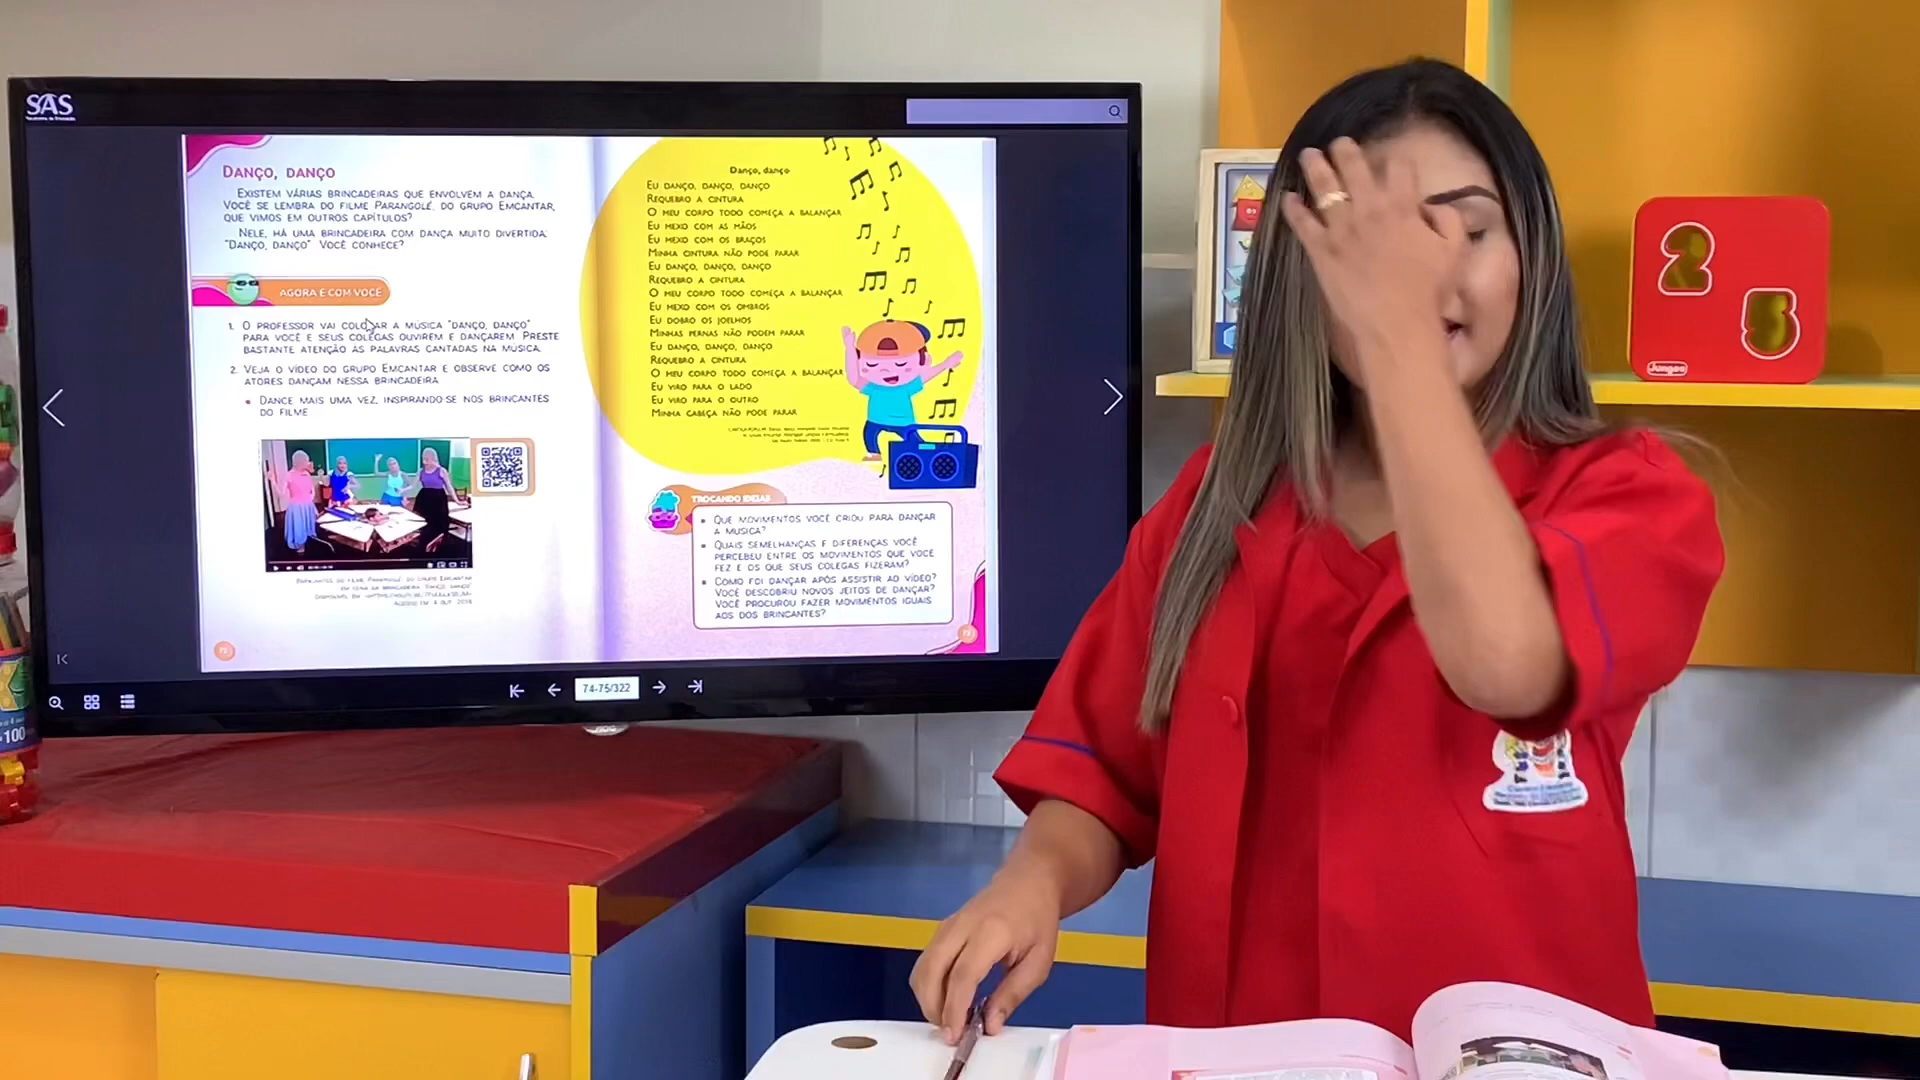 SAS
DANÇO, DANÇO
EXISTEM VÁRIAS BRINCADEIRAS QUE ENVOLVEM A DANÇA.
VOCÊ SE LEMBRA DO FILME PARANGOLÉ, DO GRUPO EMCANTAR,
QUE VIMOS EM OUTROS CAPÍTULOS?
NELE, HÁ UMA BRINCADEIRA COM DANÇA MUITO DIVERTIDA:
"DANÇO, DANÇO" VOCÊ CONHECE?
AGORA É COM VOCÊ
1. O PROFESSOR VAI COLOCAR A MÚSICA "DANÇO, DANÇO"
PARA VOCÊ E SEUS COLEGAS OUVIREM E DANÇAREM. PRESTE
BASTANTE ATENÇÃO ÀS PALAVRAS CANTADAS NA MÚSICA.
2. VEJA O VÍDEO DO GRUPO EMCANTAR E OBSERVE COMO OS
ATORES DANÇAM NESSA BRINCADEIRA
• DANCE MAIS UMA VEZ, INSPIRANDO-SE NOS BRINCANTES
DO FILME
72
Danço, danço
EU DANÇO, DANÇO, DANÇO
REQUEBRO A CINTURA
O MEU CORPO TODO COMEÇA A BALANÇAR
EU MEXO COM AS MÃOS
EU MEXO COM OS BRAÇOS
MINHA CINTURA NÃO PODE PARAR
EU DANÇO, DANÇO, DANÇO
REQUEBRO A CINTURA
O MEU CORPO TODO COMEÇA A BALANÇAR
EU MEXO COM OS OMBROS
EU DOBRO OS JOELHOS
MINHAS PERNAS NÃO PODEM PARAR
EU DANÇO, DANÇO, DANÇO
REQUEBRO A CINTURA
O MEU CORPO TODO COMEÇA A BALANÇAR
EU VIRO PARA O LADO
EU VIRO PARA O OUTRO
MINHA CABEÇA NÃO PODE PARAR
TROCANDO IDEIAS
• QUE MOVIMENTOS VOCÊ CRIOU PARA DANÇAR
A MÚSICA?
• QUAIS SEMELHANÇAS E DIFERENÇAS VOCÊ
PERCEBEU ENTRE OS MOVIMENTOS QUE VOCÊ
FEZ E OS QUE SEUS COLEGAS FIZERAM?
• COMO FOI DANÇAR APÓS ASSISTIR AO VÍDEO?
VOCÊ DESCOBRIU NOVOS JEITOS DE DANÇAR?
VOCÊ PROCUROU FAZER MOVIMENTOS IGUAIS
AOS DOS BRINCANTES?
73
74-75/322
AOC
2
5
Junges
100